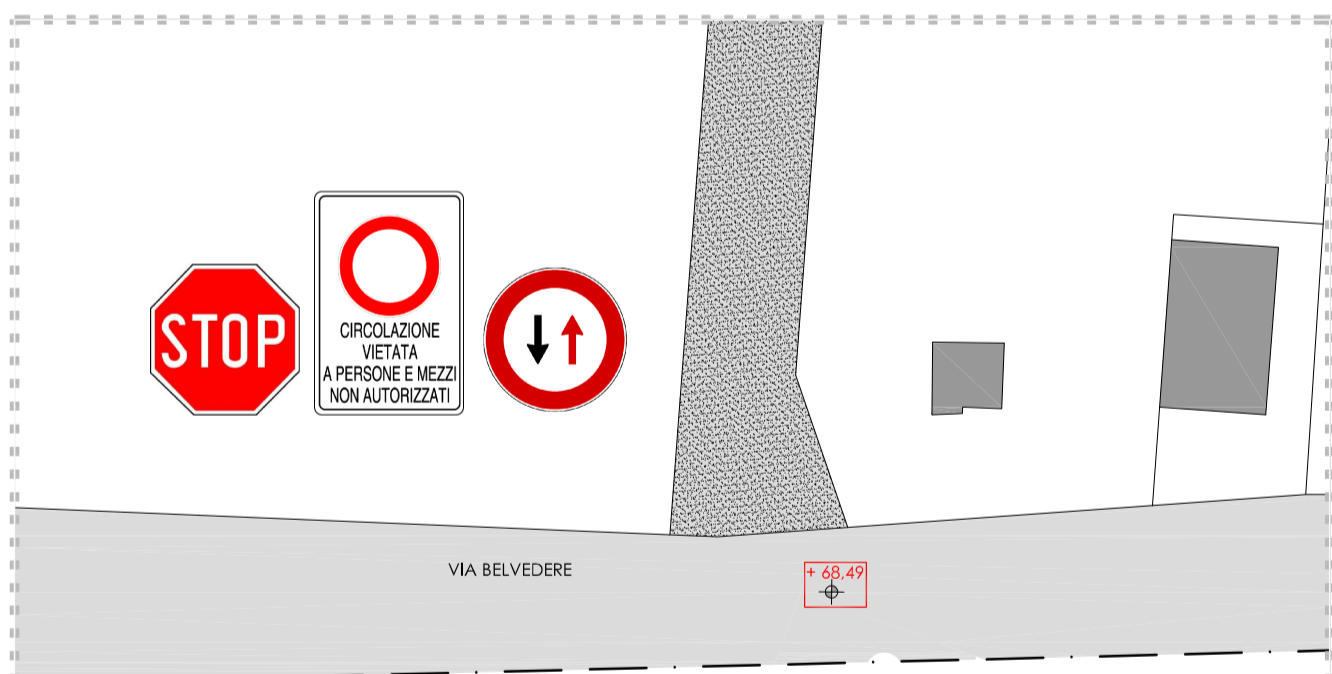 STOP
CIRCOLAZIONE
VIETATA
A PERSONE E MEZZI
NON AUTORIZZATI
VIA BELVEDERE
+ 68,49